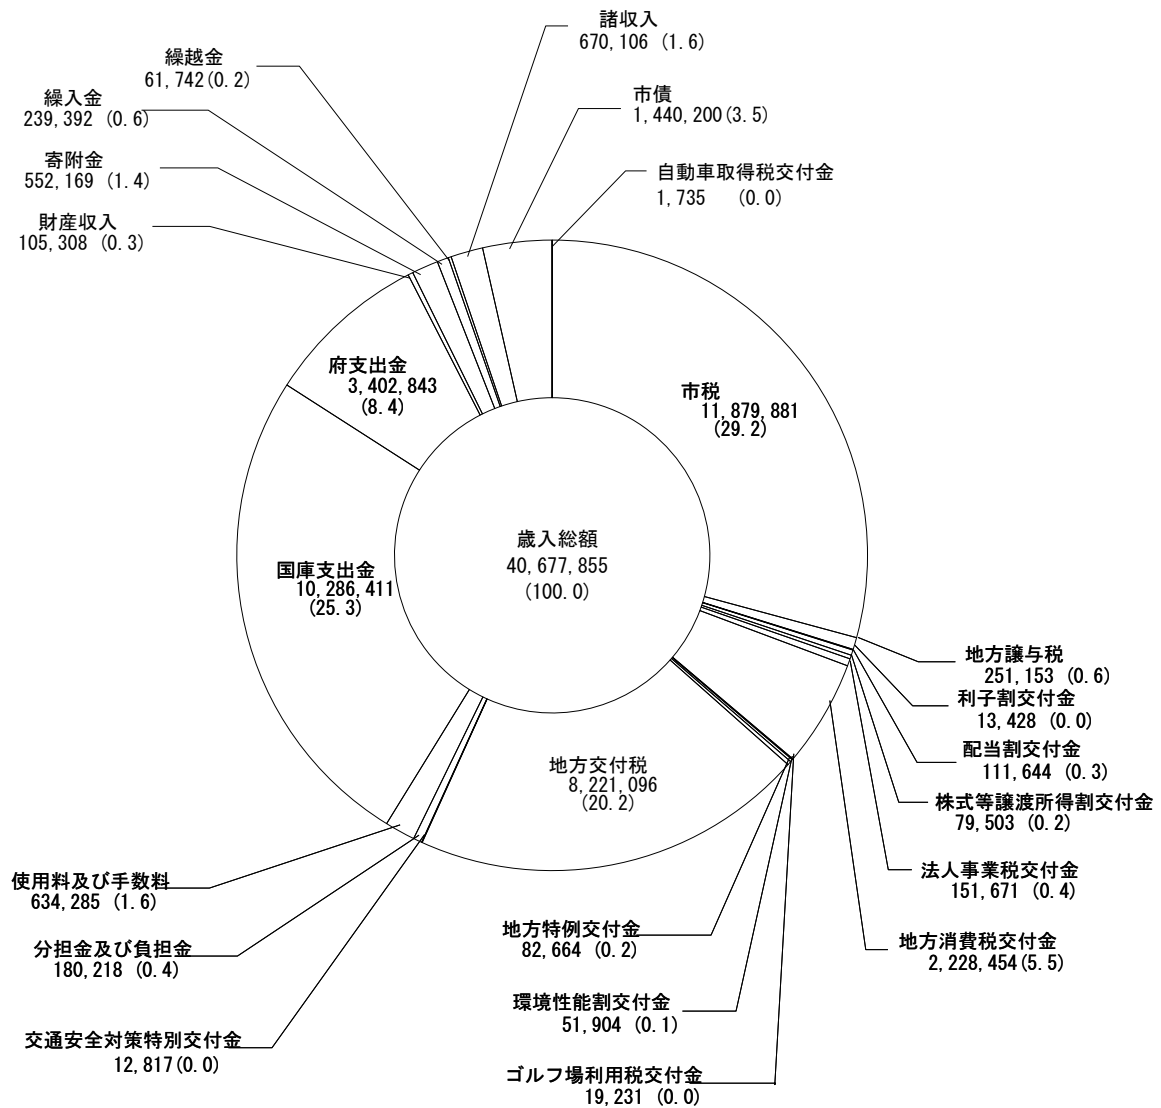 諸収入
670,106 (1.6)
繰越金
61,742(0.2)
繰入金
239,392 (0.6)
市債
1,440,200(3.5)
寄附金
552,169 (1.4)
自動車取得税交付金
1,735 (0.0)
財産収入
105,308 (0.3)
府支出金
3,402,843
(8.4)
市税
11,879,881
(29.2)
歳入総額
40,677,855
(100.0)
国庫支出金
10,286,411
(25.3)
地方譲与税
251,153 (0.6)
利子割交付金
13,428 (0.0)
配当割交付金
111,644 (0.3)
地方交付税
8,221,096
(20.2)
株式等譲渡所得割交付金
79,503 (0.2)
法人事業税交付金
151,671 (0.4)
使用料及び手数料
634,285 (1.6)
地方特例交付金
82,664 (0.2)
地方消費税交付金
2,228,454(5.5)
分担金及び負担金
180,218 (0.4)
環境性能割交付金
51,904 (0.1)
交通安全対策特別交付金
12,817(0.0)
ゴルフ場利用税交付金
19,231 (0.0)